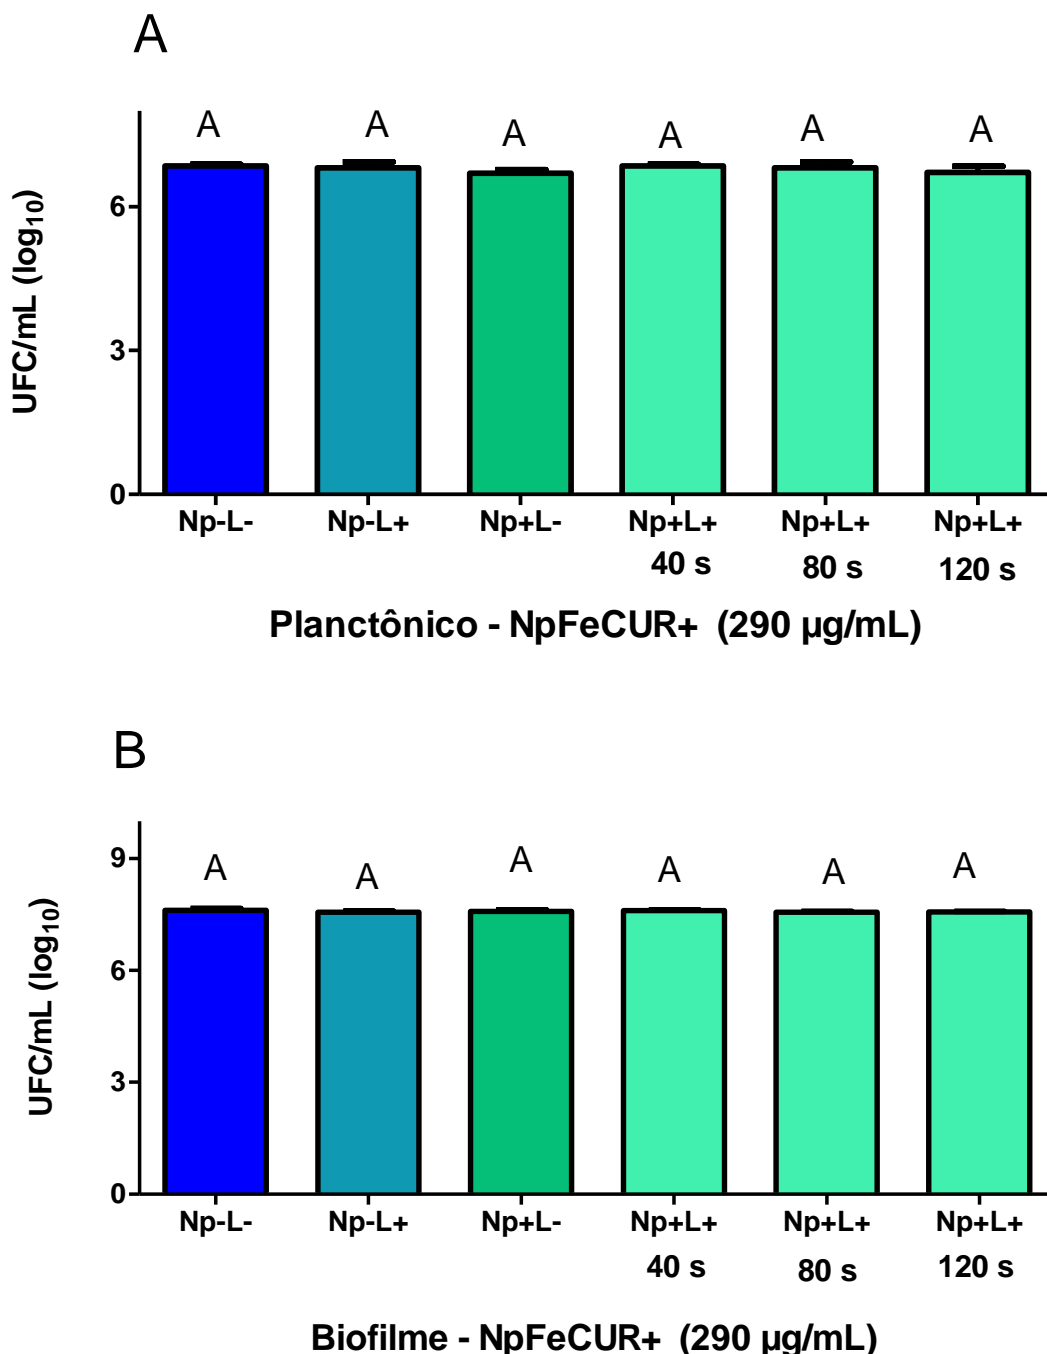 A
A A A A A A
UFC/mL (log10)
6
3
0
Np-L- Np-L+ Np+L- Np+L+ Np+L+ Np+L+
40 s 80 s 120 s
Planctônico - NpFeCUR+ (290 µg/mL)
B
A A A A A A
UFC/mL (log10)
9
6
3
0
Np-L- Np-L+ Np+L- Np+L+ Np+L+ Np+L+
40 s 80 s 120 s
Biofilme - NpFeCUR+ (290 µg/mL)